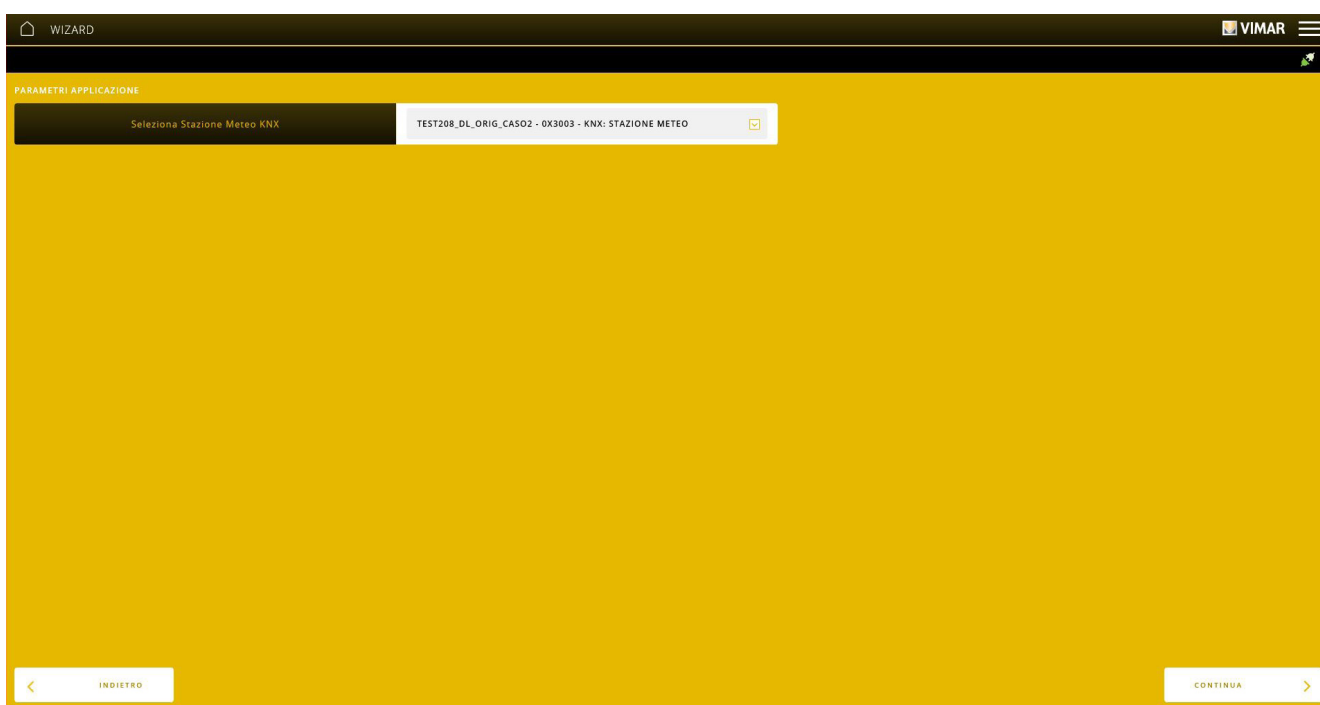 WIZARD
VIMAR
PARAMETRI APPLICAZIONE
Seleziona Stazione Meteo KNX
TEST208_DL_ORIG_CASO2 - 0X3003 - KNX: STAZIONE METEO
INDIETRO
CONTINUA